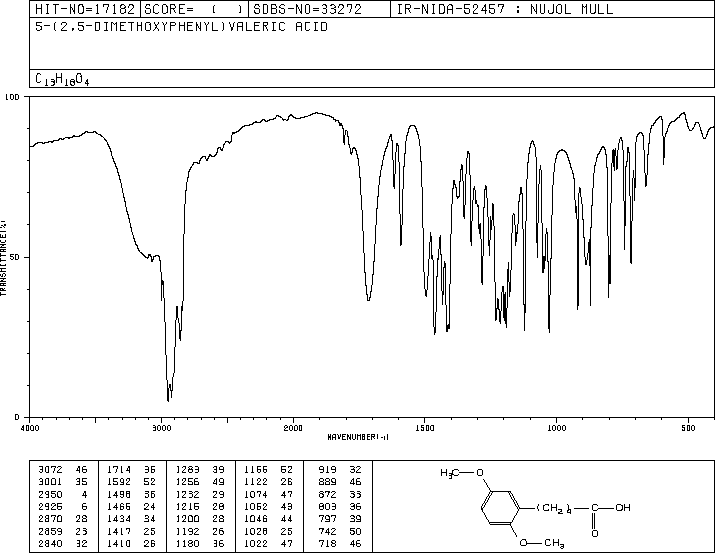 HIT-NO=17182 SCORE= ( ) SDBS-NO=33272 IR-NIDA-52457 : NUJOL MULL
5-(2,5-DIMETHOXYPHENYL)VALERIC ACID
C13H18O4
100
50
0
TRANSMITTANCE(%)
4000 3000 2000 1500 1000 500
WAVENUMBER(-1)
3072 46 1714 36 1283 39 1156 52 919 32
3001 35 1592 52 1256 49 1122 26 889 46
2950 4 1498 36 1232 29 1074 47 872 33
2925 6 1465 24 1215 28 1052 43 803 36
2870 28 1434 34 1200 28 1046 44 797 39
2859 23 1417 25 1192 26 1028 25 742 50
2840 32 1410 26 1180 36 1022 47 718 46
H3C O
(CH2)4 C OH
O
O CH3